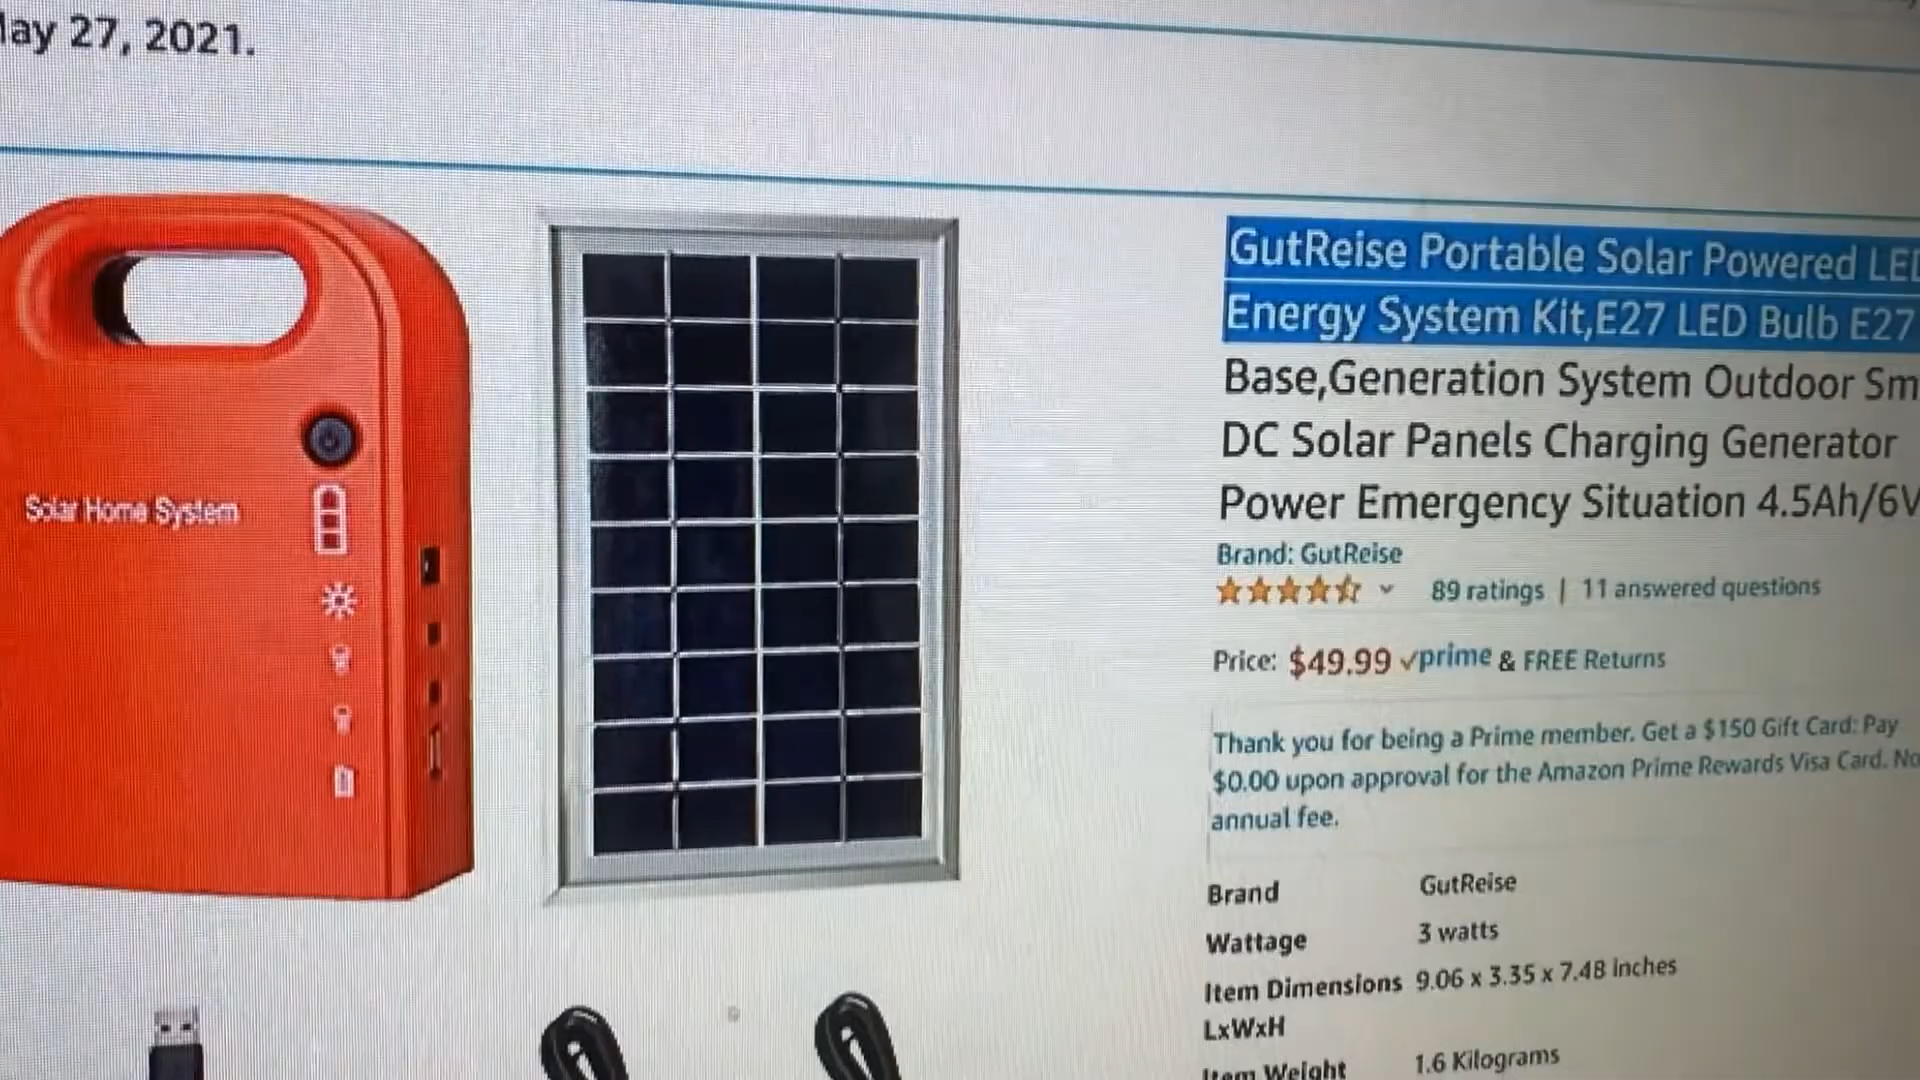 May 27, 2021.
GutReise Portable Solar Powered LED
Energy System Kit,E27 LED Bulb E27
Base,Generation System Outdoor Sm
DC Solar Panels Charging Generator
Power Emergency Situation 4.5Ah/6V
Brand: GutReise
89 ratings | 11 answered questions
Price: $49.99 prime & FREE Returns
Thank you for being a Prime member. Get a $150 Gift Card: Pay
$0.00 upon approval for the Amazon Prime Rewards Visa Card. No
annual fee.
Brand GutReise
Wattage 3 watts
Item Dimensions 9.06 x 3.35 x 7.48 inches
LxWxH
Item Weight 1.6 Kilograms
Solar Home System